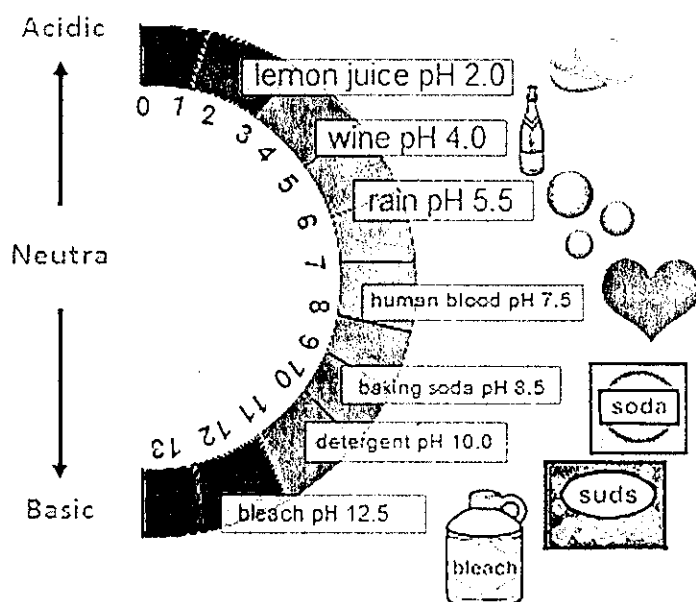 Acidic
lemon juice pH 2.0
0 1 2 3 4 5 6 7 8 9 10 11 12 13
wine pH 4.0
rain pH 5.5
Neutra
human blood pH 7.5
baking soda pH 8.5
soda
detergent pH 10.0
suds
Basic
bleach pH 12.5
bleach